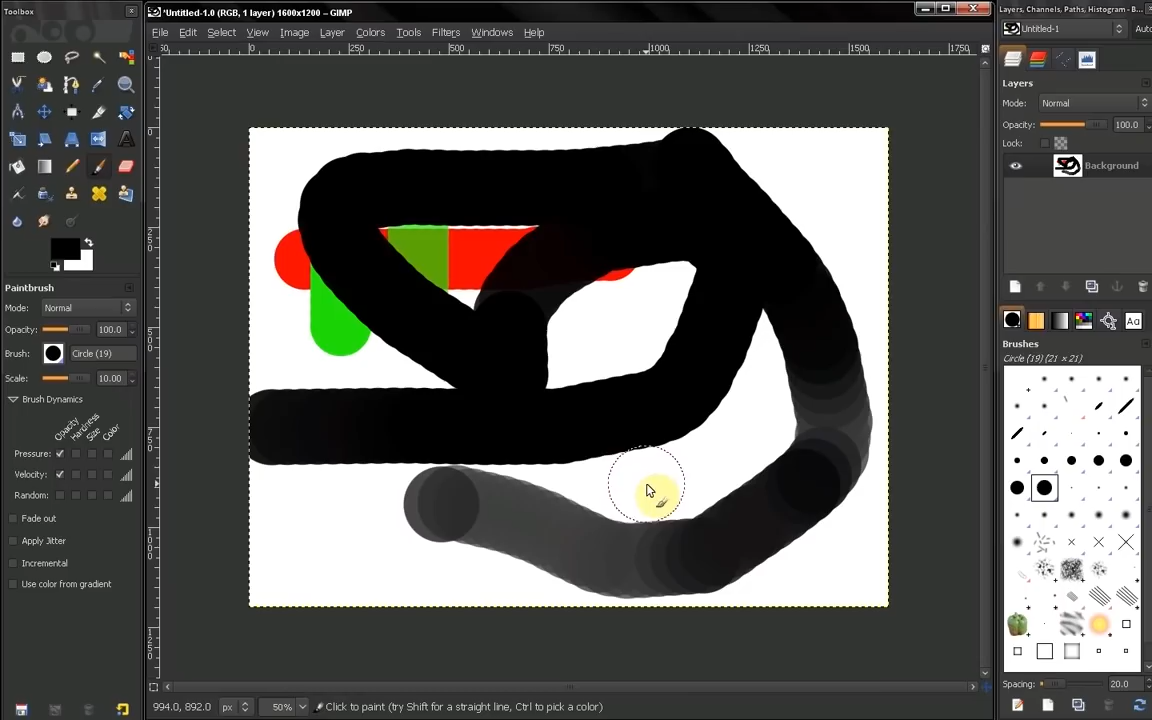 Toolbox
*Untitled-1.0 (RGB, 1 layer) 1600x1200 – GIMP
Layers, Channels, Paths, Histogram - B...
File Edit Select View Image Layer Colors Tools Filters Windows Help
Untitled-1
Auto
0 250 500 750 1000 1250 1500 1750
Layers
Mode: Normal
Opacity: 100.0
Lock:
Background
Paintbrush
Mode: Normal
Opacity: 100.0
Brush: Circle (19)
Scale: 10.00
Brush Dynamics
Opacity Hardness Size Color
Pressure:
Velocity:
Random:
Fade out
Apply Jitter
Incremental
Use color from gradient
Aa
Brushes
Circle (19) (21 × 21)
Spacing: 20.0
994.0, 892.0 px 50% Click to paint (try Shift for a straight line, Ctrl to pick a color)